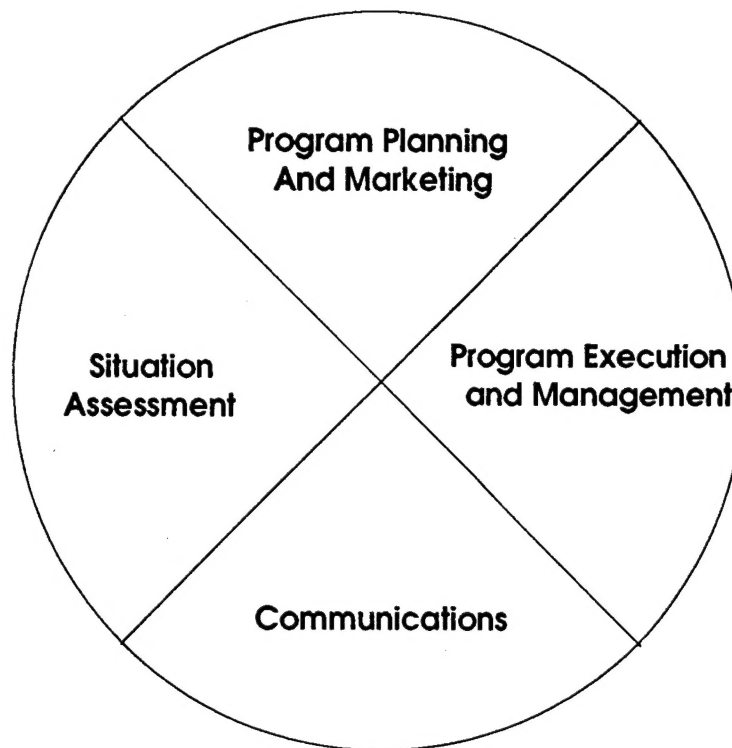 Program Planning
And Marketing
Situation
Assessment
Program Execution
and Management
Communications